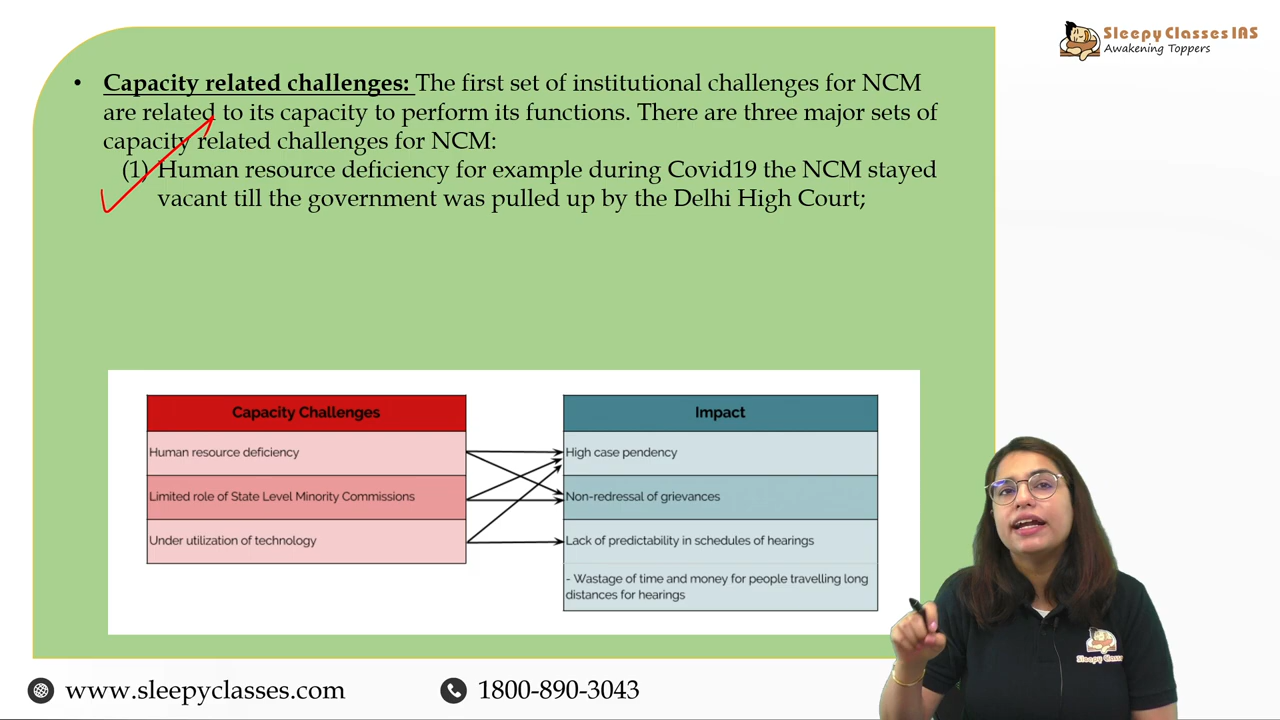 Sleepy Classes IAS
Awakening Toppers
• Capacity related challenges: The first set of institutional challenges for NCM
are related to its capacity to perform its functions. There are three major sets of
capacity related challenges for NCM:
(1) Human resource deficiency for example during Covid19 the NCM stayed
vacant till the government was pulled up by the Delhi High Court;
Capacity Challenges
Human resource deficiency
Limited role of State Level Minority Commissions
Under utilization of technology
Impact
High case pendency
Non-redressal of grievances
Lack of predictability in schedules of hearings
- Wastage of time and money for people travelling long
distances for hearings
Sleepy Classes
www.sleepyclasses.com
1800-890-3043